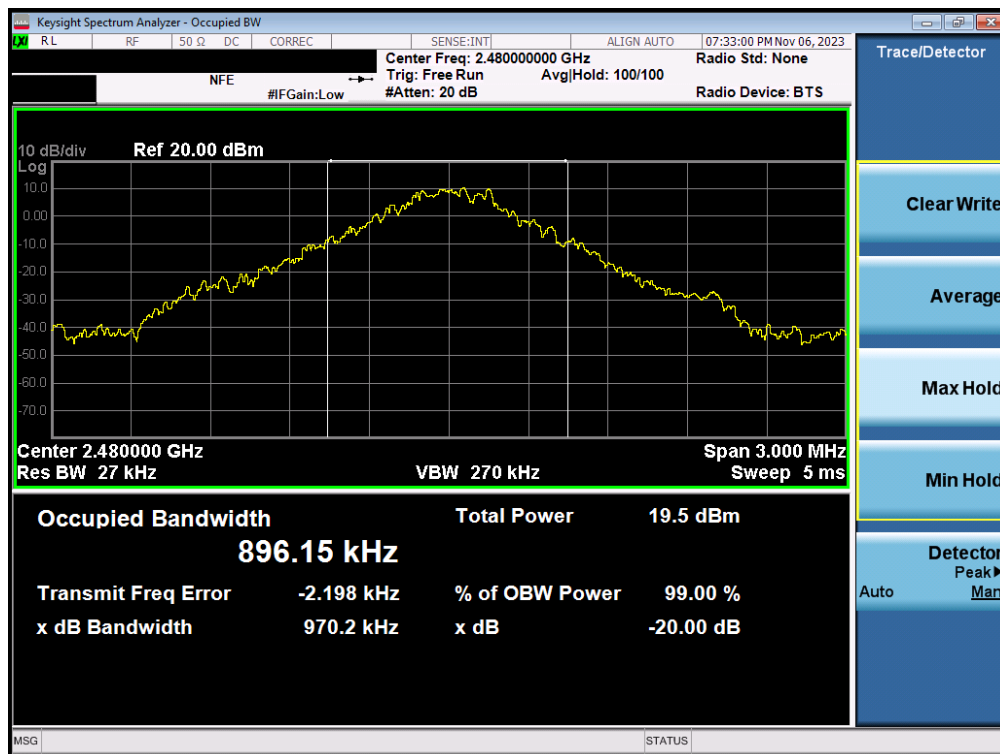 Keysight Spectrum Analyzer - Occupied BW
LXI RL RF 50 Ω DC CORREC SENSE:INT ALIGN AUTO 07:33:00 PM Nov 06, 2023
Center Freq: 2.480000000 GHz Radio Std: None
NFE Trig: Free Run Avg|Hold: 100/100
#IFGain:Low #Atten: 20 dB Radio Device: BTS
10 dB/div Ref 20.00 dBm
Log
10.0
0.00
-10.0
-20.0
-30.0
-40.0
-50.0
-60.0
-70.0
Center 2.480000 GHz Span 3.000 MHz
Res BW 27 kHz VBW 270 kHz Sweep 5 ms
Occupied Bandwidth Total Power 19.5 dBm
896.15 kHz
Transmit Freq Error -2.198 kHz % of OBW Power 99.00 %
x dB Bandwidth 970.2 kHz x dB -20.00 dB
MSG STATUS
Trace/Detector
Clear Write
Average
Max Hold
Min Hold
Detector
Peak
Auto Man